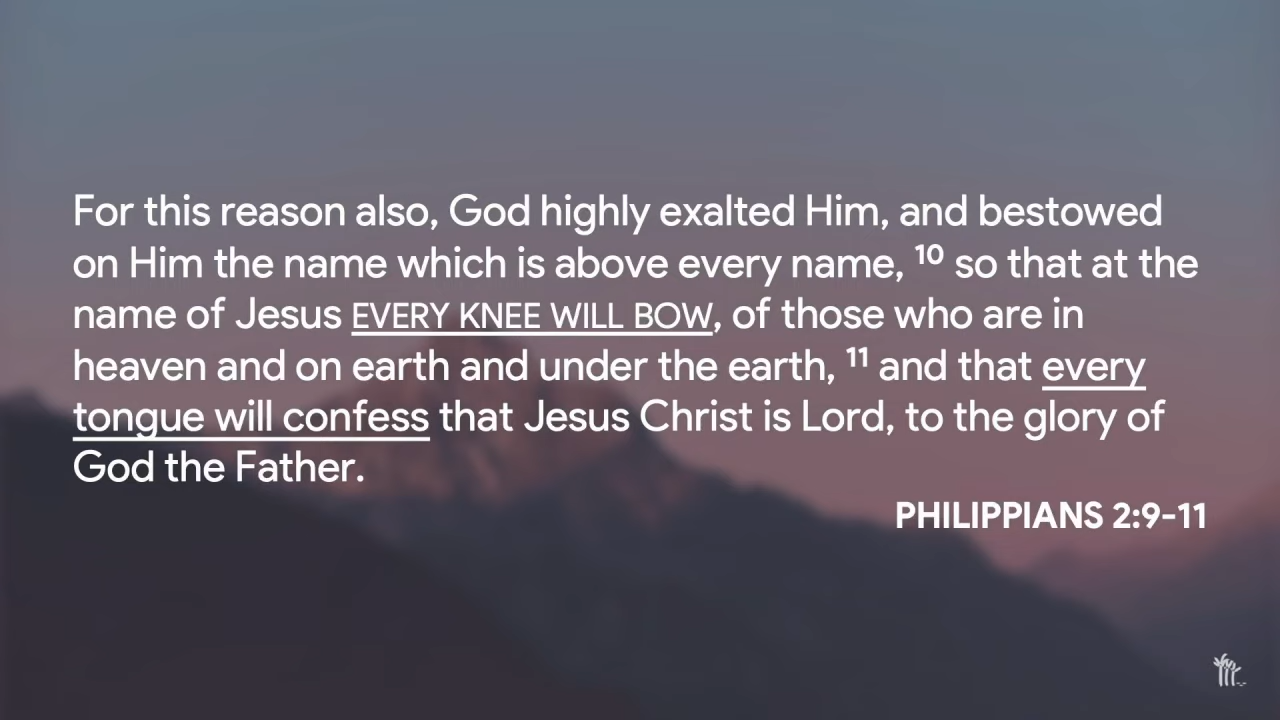 For this reason also, God highly exalted Him, and bestowed
on Him the name which is above every name, ¹⁰ so that at the
name of Jesus EVERY KNEE WILL BOW, of those who are in
heaven and on earth and under the earth, ¹¹ and that every
tongue will confess that Jesus Christ is Lord, to the glory of
God the Father.
PHILIPPIANS 2:9-11